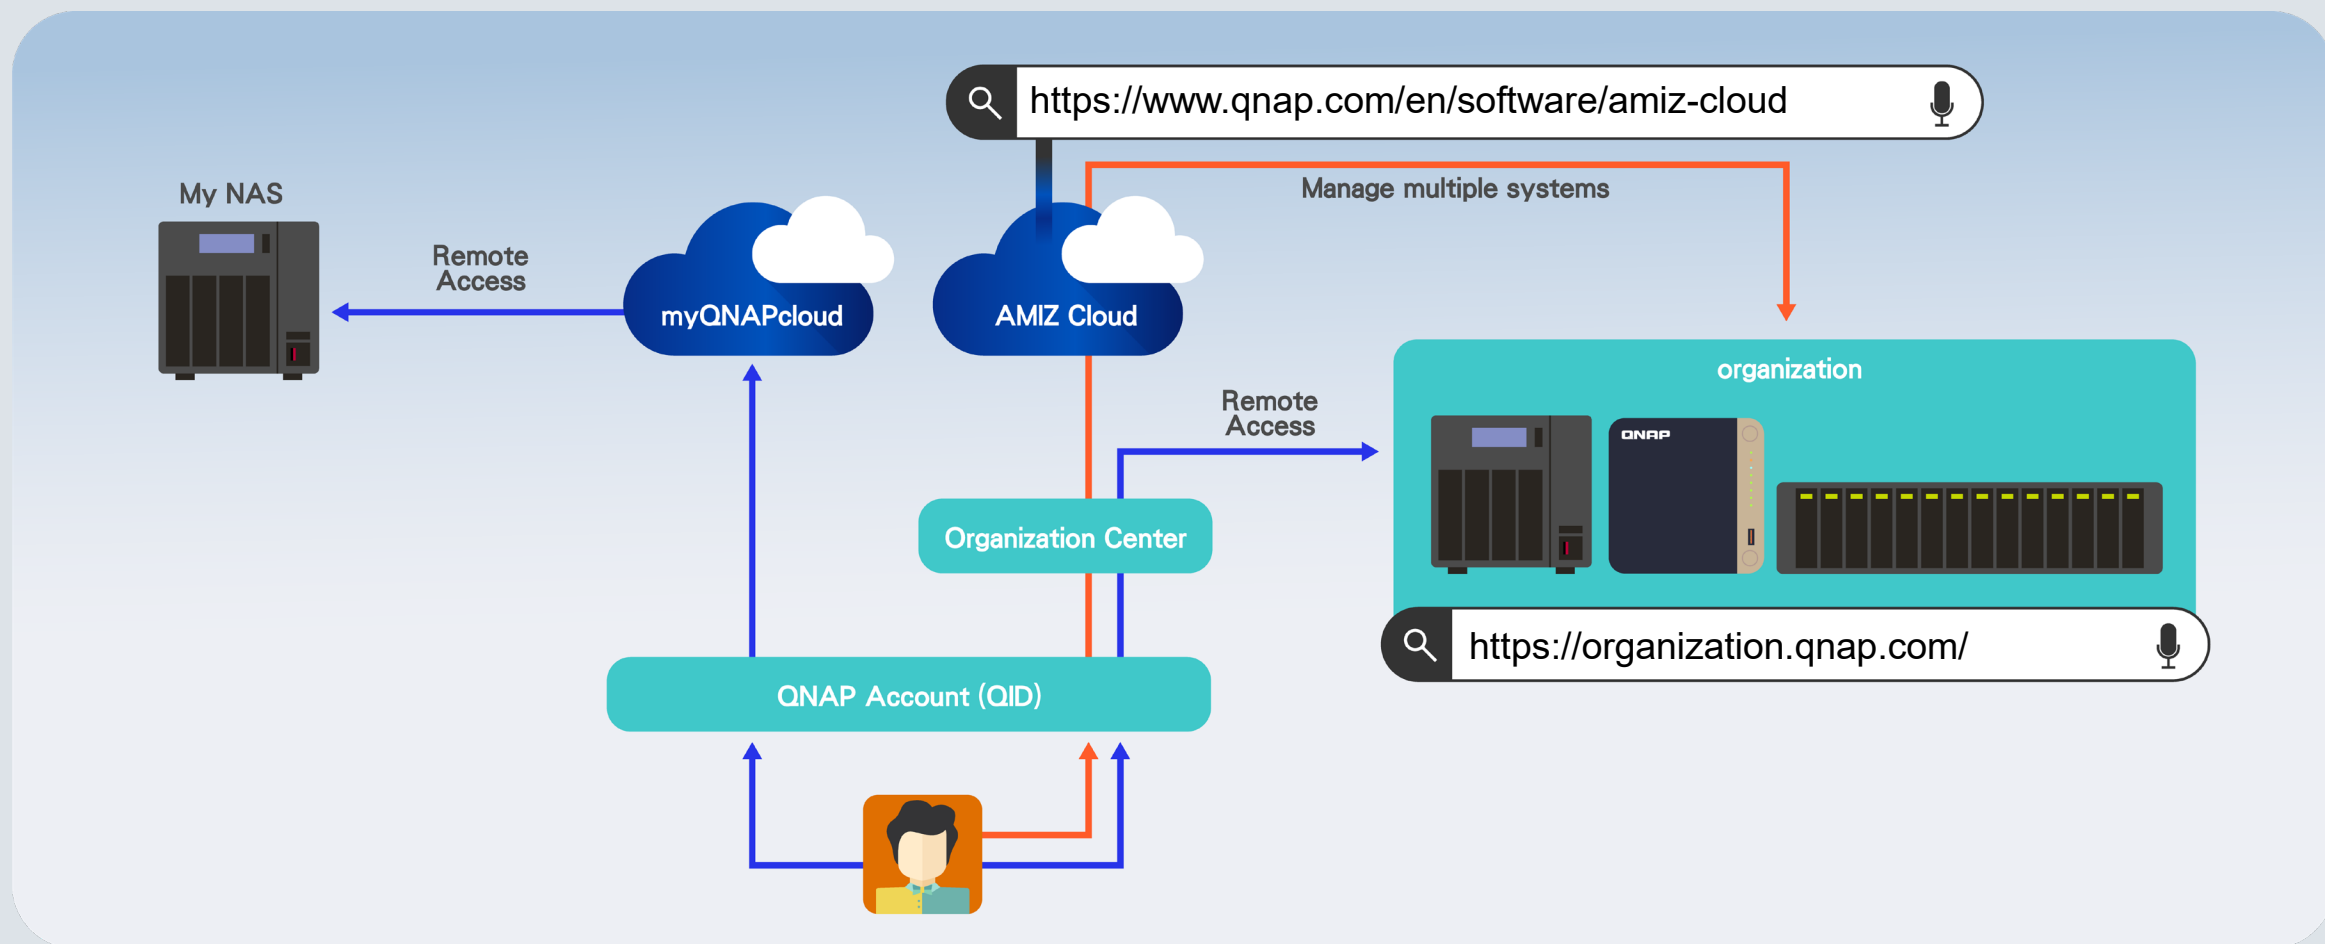 https://www.qnap.com/en/software/amiz-cloud
Manage multiple systems
My NAS
Remote
Access
myQNAPcloud
AMIZ Cloud
organization
Remote
Access
QNAP
Organization Center
https://organization.qnap.com/
QNAP Account (QID)